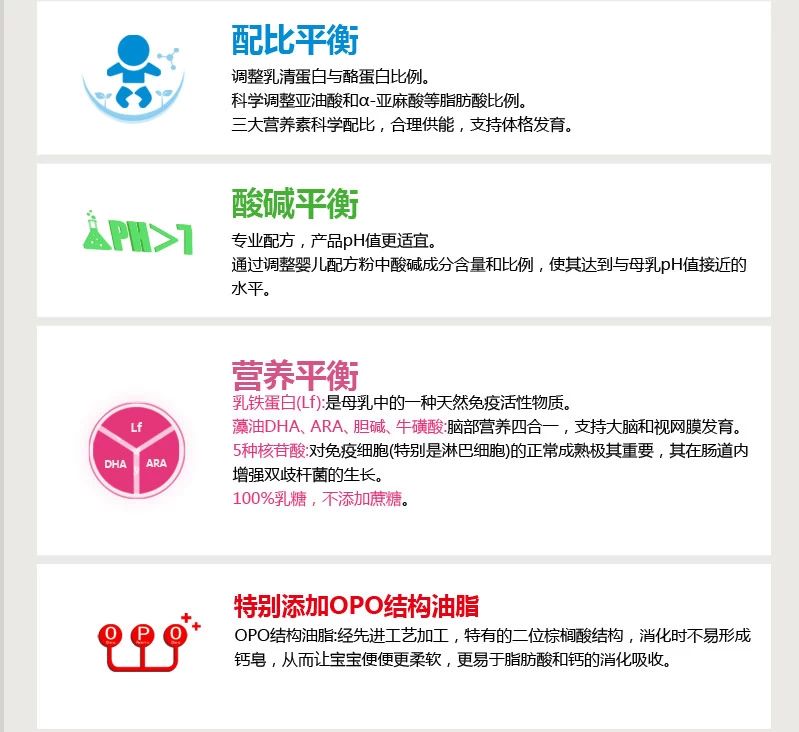 配比平衡
调整乳清蛋白与酪蛋白比例。
科学调整亚油酸和α-亚麻酸等脂肪酸比例。
三大营养素科学配比，合理供能，支持体格发育。
PH>7
酸碱平衡
专业配方，产品pH值更适宜。
通过调整婴儿配方粉中酸碱成分含量和比例，使其达到与母乳pH值接近的
水平。
营养平衡
乳铁蛋白(Lf):是母乳中的一种天然免疫活性物质。
藻油DHA、ARA、胆碱、牛磺酸:脑部营养四合一，支持大脑和视网膜发育。
5种核苷酸:对免疫细胞(特别是淋巴细胞)的正常成熟极其重要，其在肠道内
增强双歧杆菌的生长。
100%乳糖，不添加蔗糖。
Lf
DHA
ARA
特别添加OPO结构油脂
OPO结构油脂:经先进工艺加工，特有的二位棕榈酸结构，消化时不易形成
钙皂，从而让宝宝便便更柔软，更易于脂肪酸和钙的消化吸收。
O P O